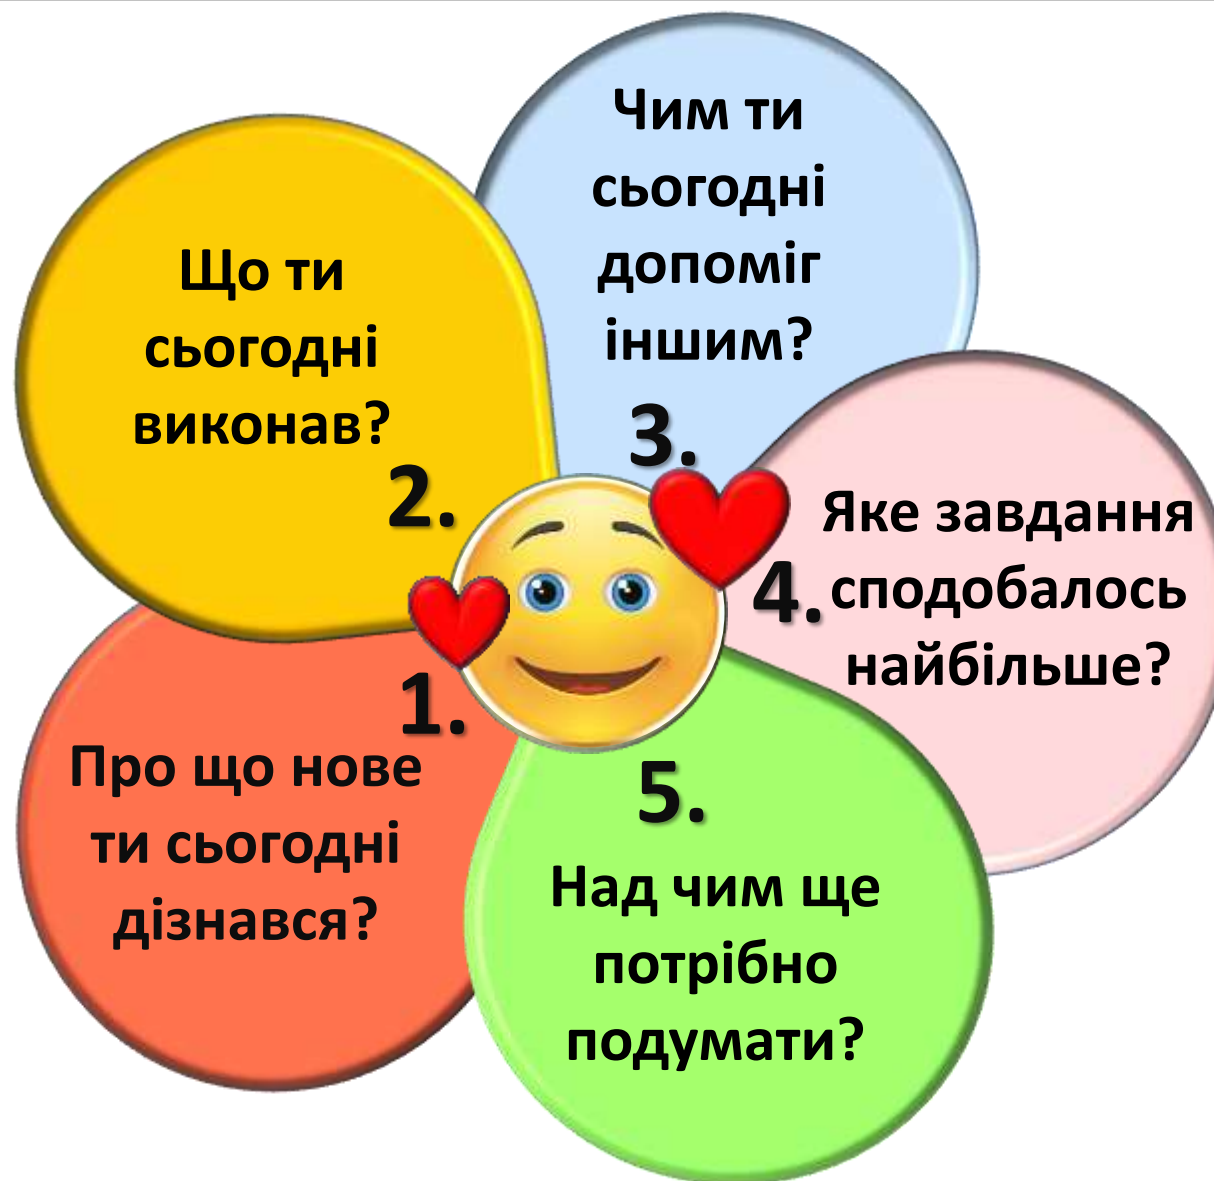 1.
Про що нове
ти сьогодні
дізнався?
2.
Що ти
сьогодні
виконав?
3.
Чим ти
сьогодні
допоміг
іншим?
4.
Яке завдання
сподобалось
найбільше?
5.
Над чим ще
потрібно
подумати?